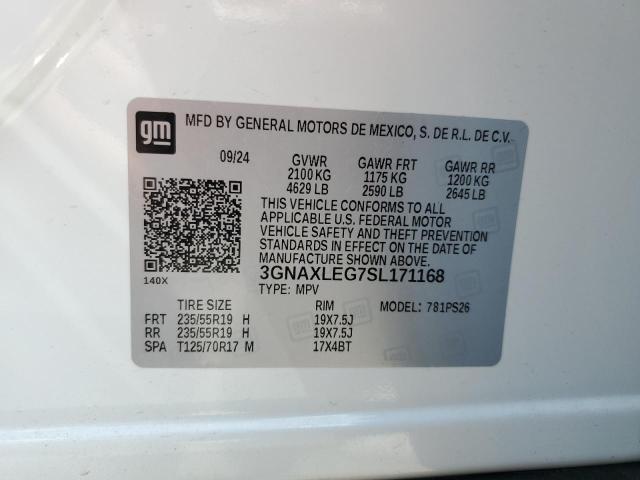 gm
MFD BY GENERAL MOTORS DE MEXICO, S. DE R.L. DE C.V.
09/24 GVWR GAWR FRT GAWR RR
2100 KG 1175 KG 1200 KG
4629 LB 2590 LB 2645 LB
THIS VEHICLE CONFORMS TO ALL
APPLICABLE U.S. FEDERAL MOTOR
VEHICLE SAFETY AND THEFT PREVENTION
STANDARDS IN EFFECT ON THE DATE
OF MANUFACTURE SHOWN ABOVE.
3GNAXLEG7SL171168
140X
TYPE: MPV
TIRE SIZE RIM MODEL: 781PS26
FRT 235/55R19 H 19X7.5J
RR 235/55R19 H 19X7.5J
SPA T125/70R17 M 17X4BT